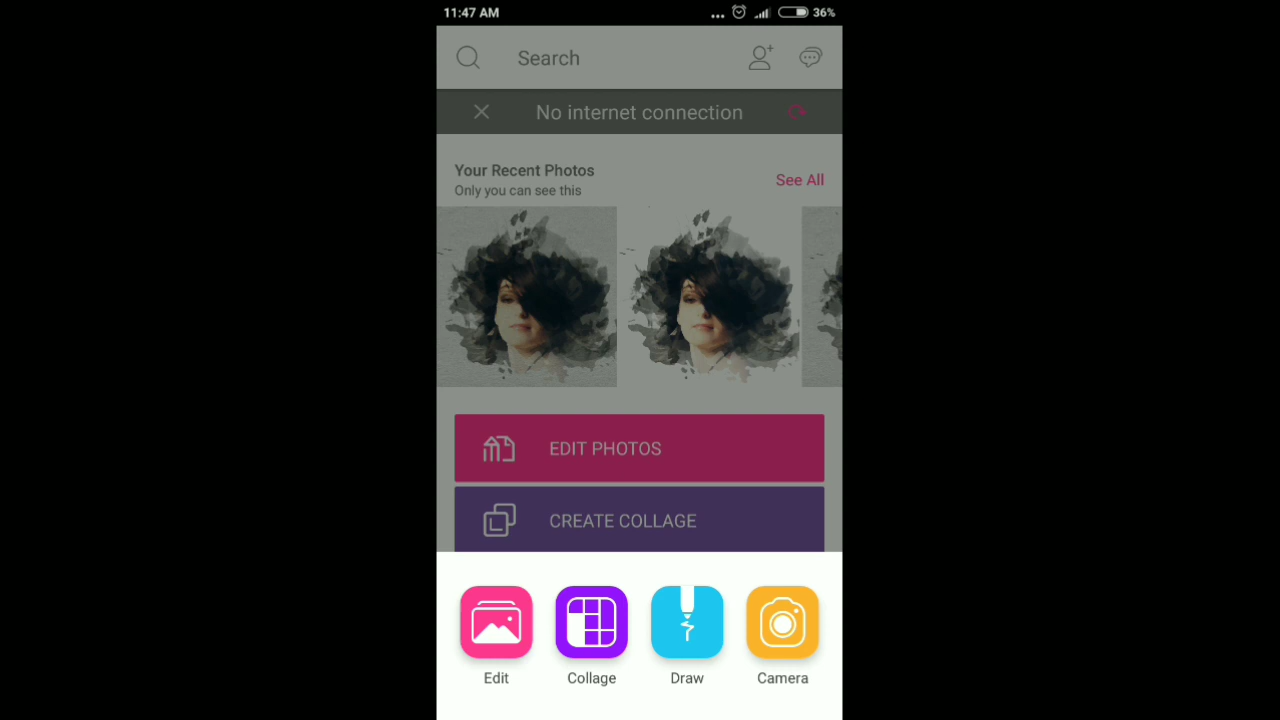 11:47 AM
36%
Search
No internet connection
Your Recent Photos
Only you can see this
See All
EDIT PHOTOS
CREATE COLLAGE
Edit
Collage
Draw
Camera